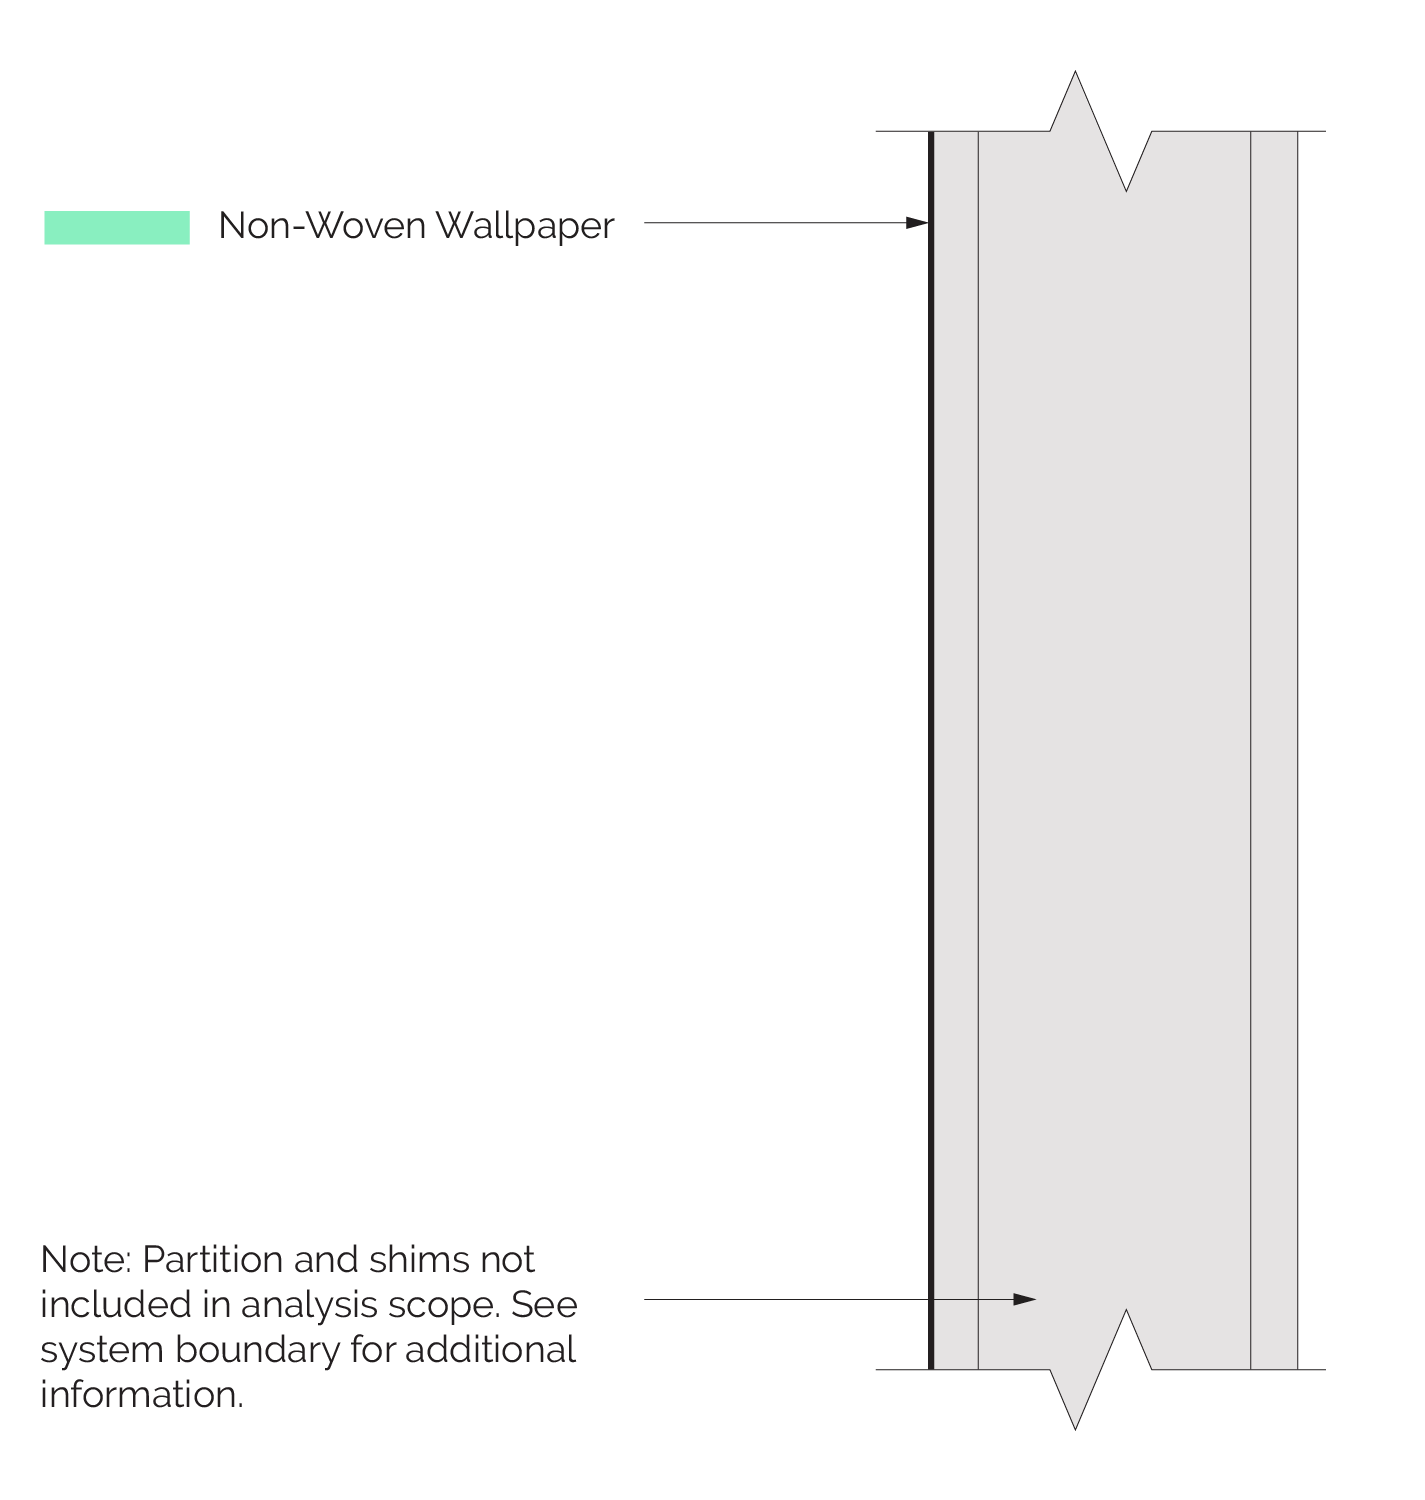 Non-Woven Wallpaper
Note: Partition and shims not
included in analysis scope. See
system boundary for additional
information.